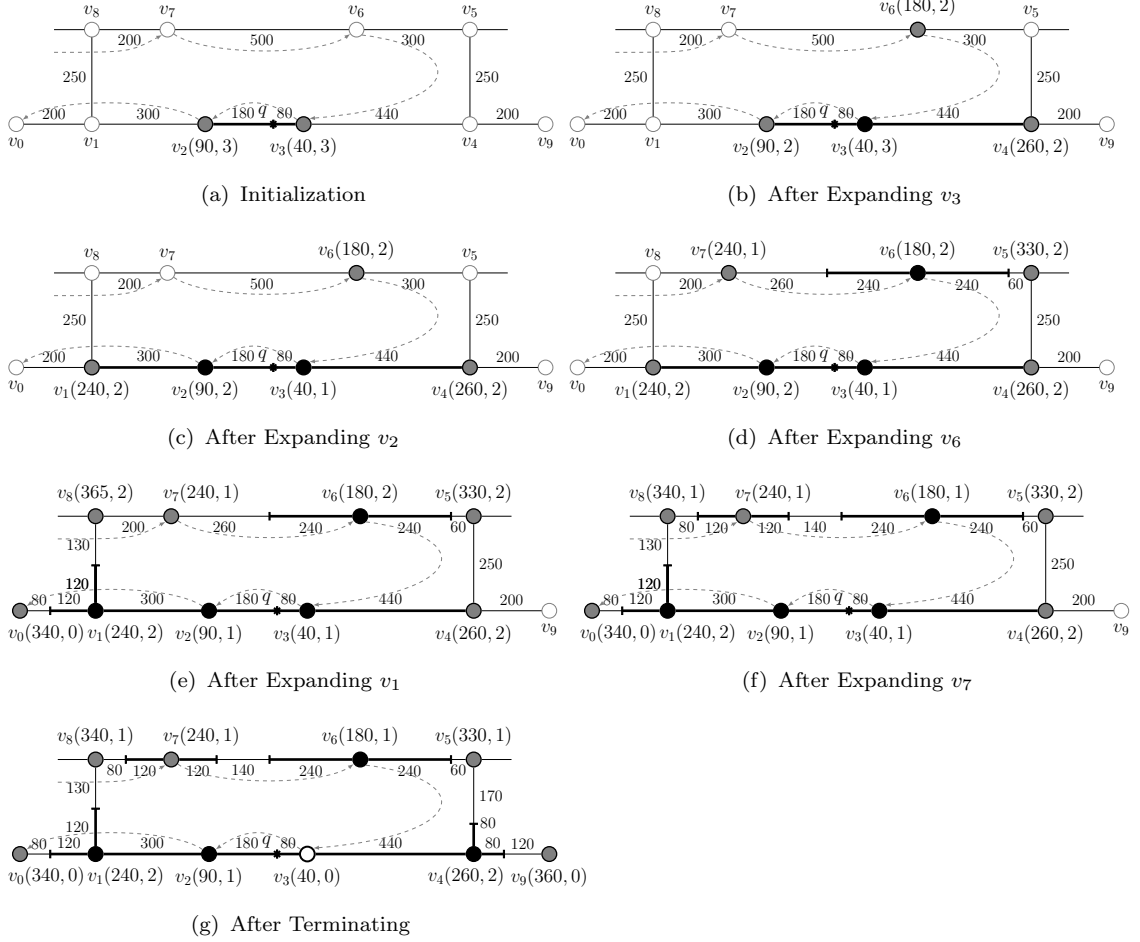 v8 v7 v6 v5
200 500 300
250 250
200 300 180 q 80 440 200
v0 v1 v2(90, 3) v3(40, 3) v4 v9
(a) Initialization
v8 v7 v6(180, 2) v5
200 500 300
250 250
200 300 180 q 80 440 200
v0 v1 v2(90, 2) v3(40, 3) v4(260, 2) v9
(b) After Expanding v3
v8 v7 v6(180, 2) v5
200 500 300
250 250
200 300 180 q 80 440 200
v0 v1(240, 2) v2(90, 2) v3(40, 1) v4(260, 2) v9
(c) After Expanding v2
v8 v7(240, 1) v6(180, 2) v5(330, 2)
200 260 240 240 60
250 250
200 300 180 q 80 440 200
v0 v1(240, 2) v2(90, 2) v3(40, 1) v4(260, 2) v9
(d) After Expanding v6
v8(365, 2) v7(240, 1) v6(180, 2) v5(330, 2)
200 260 240 240 60
130 250
120
80 120 300 180 q 80 440 200
v0(340, 0) v1(240, 2) v2(90, 1) v3(40, 1) v4(260, 2) v9
(e) After Expanding v1
v8(340, 1) v7(240, 1) v6(180, 1) v5(330, 2)
80 120 120 140 240 240 60
130 250
120
80 120 300 180 q 80 440 200
v0(340, 0) v1(240, 2) v2(90, 1) v3(40, 1) v4(260, 2) v9
(f) After Expanding v7
v8(340, 1) v7(240, 1) v6(180, 1) v5(330, 1)
80 120 120 140 240 240 60
130 170
120 80
80 120 300 180 q 80 440 80 120
v0(340, 0) v1(240, 2) v2(90, 1) v3(40, 0) v4(260, 2) v9(360, 0)
(g) After Terminating